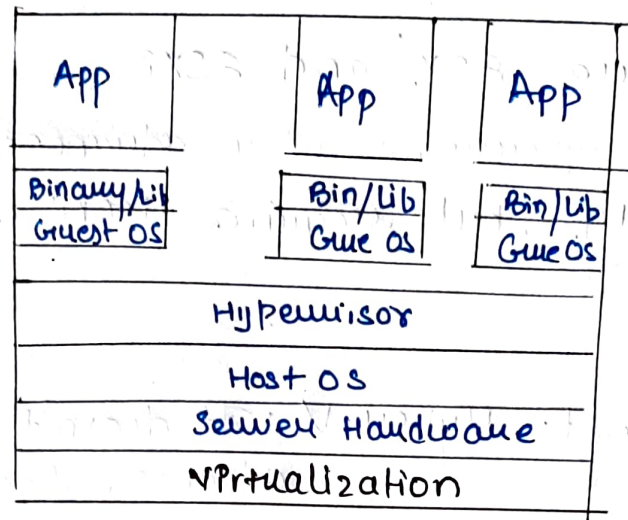 App App App
Binary/Lib Bin/Lib Bin/Lib
Guest OS Gue OS Gue OS
Hypervisor
Host OS
Server Hardware
Virtualization